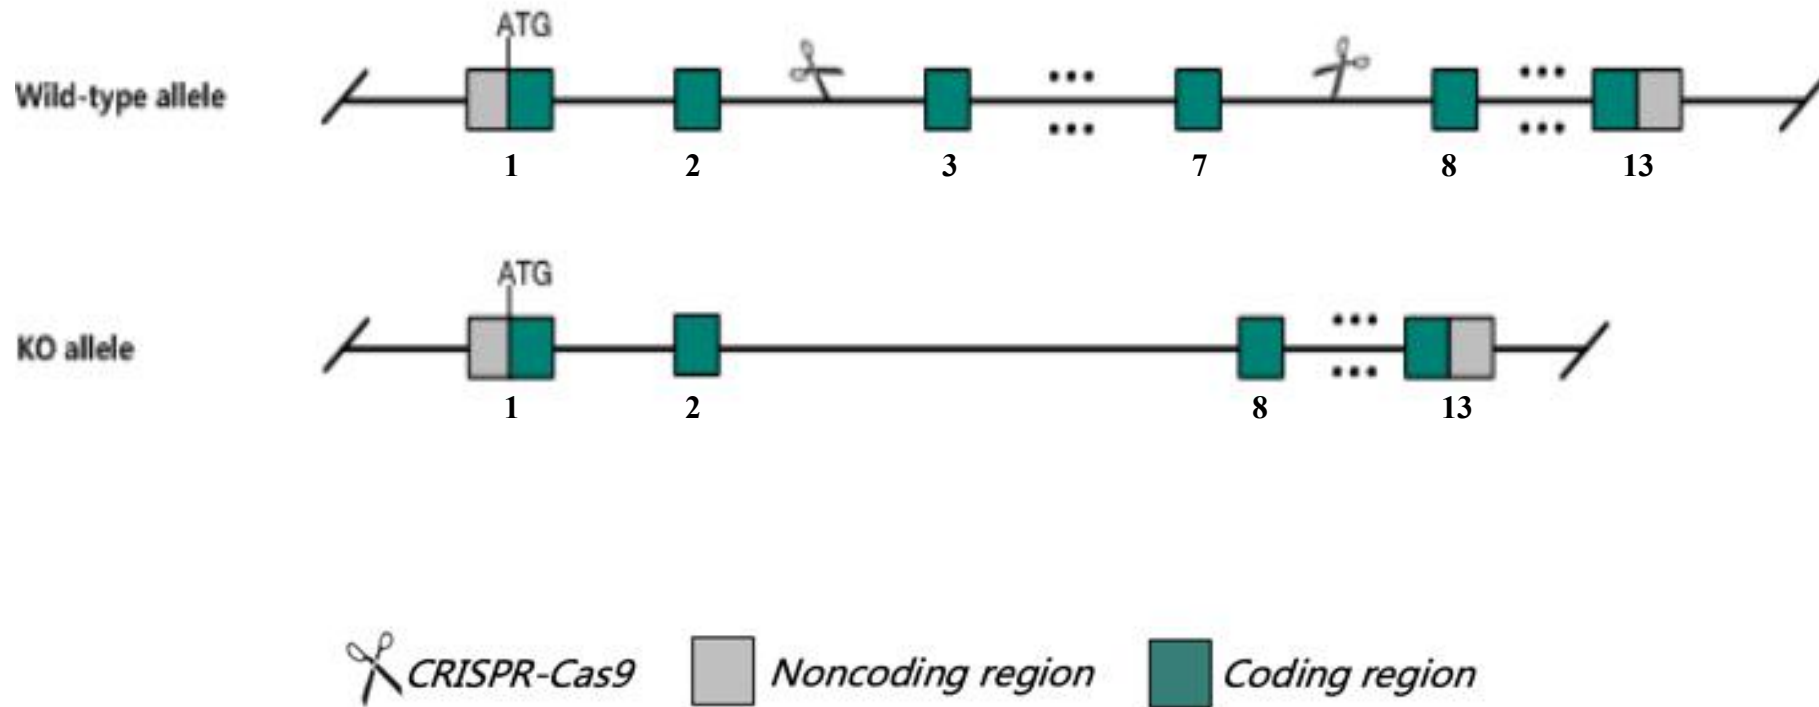 ATG
Wild-type allele
1 2 3 7 8 13
ATG
KO allele
1 2 8 13
CRISPR-Cas9 Noncoding region Coding region